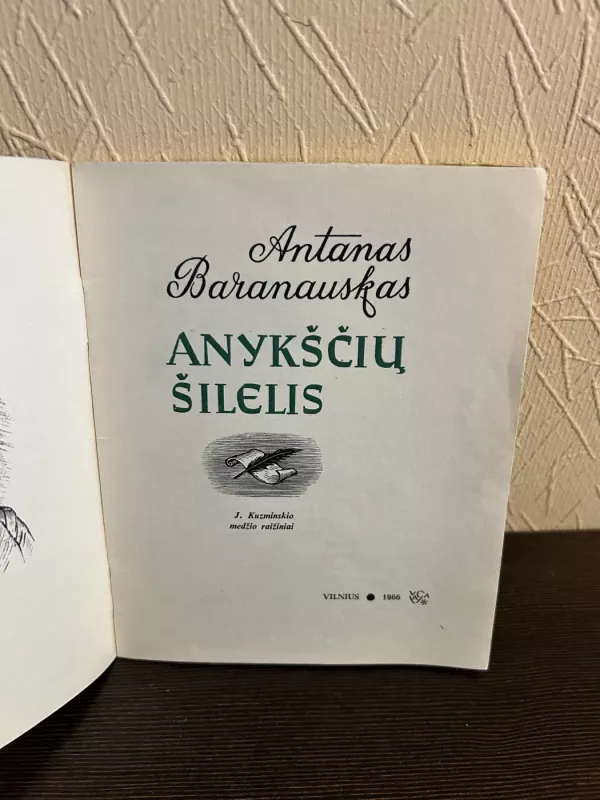 Antanas
Baranauskas
ANYKŠČIŲ
ŠILELIS
J. Kuzminskio
medžio raižiniai
VILNIUS ● 1966